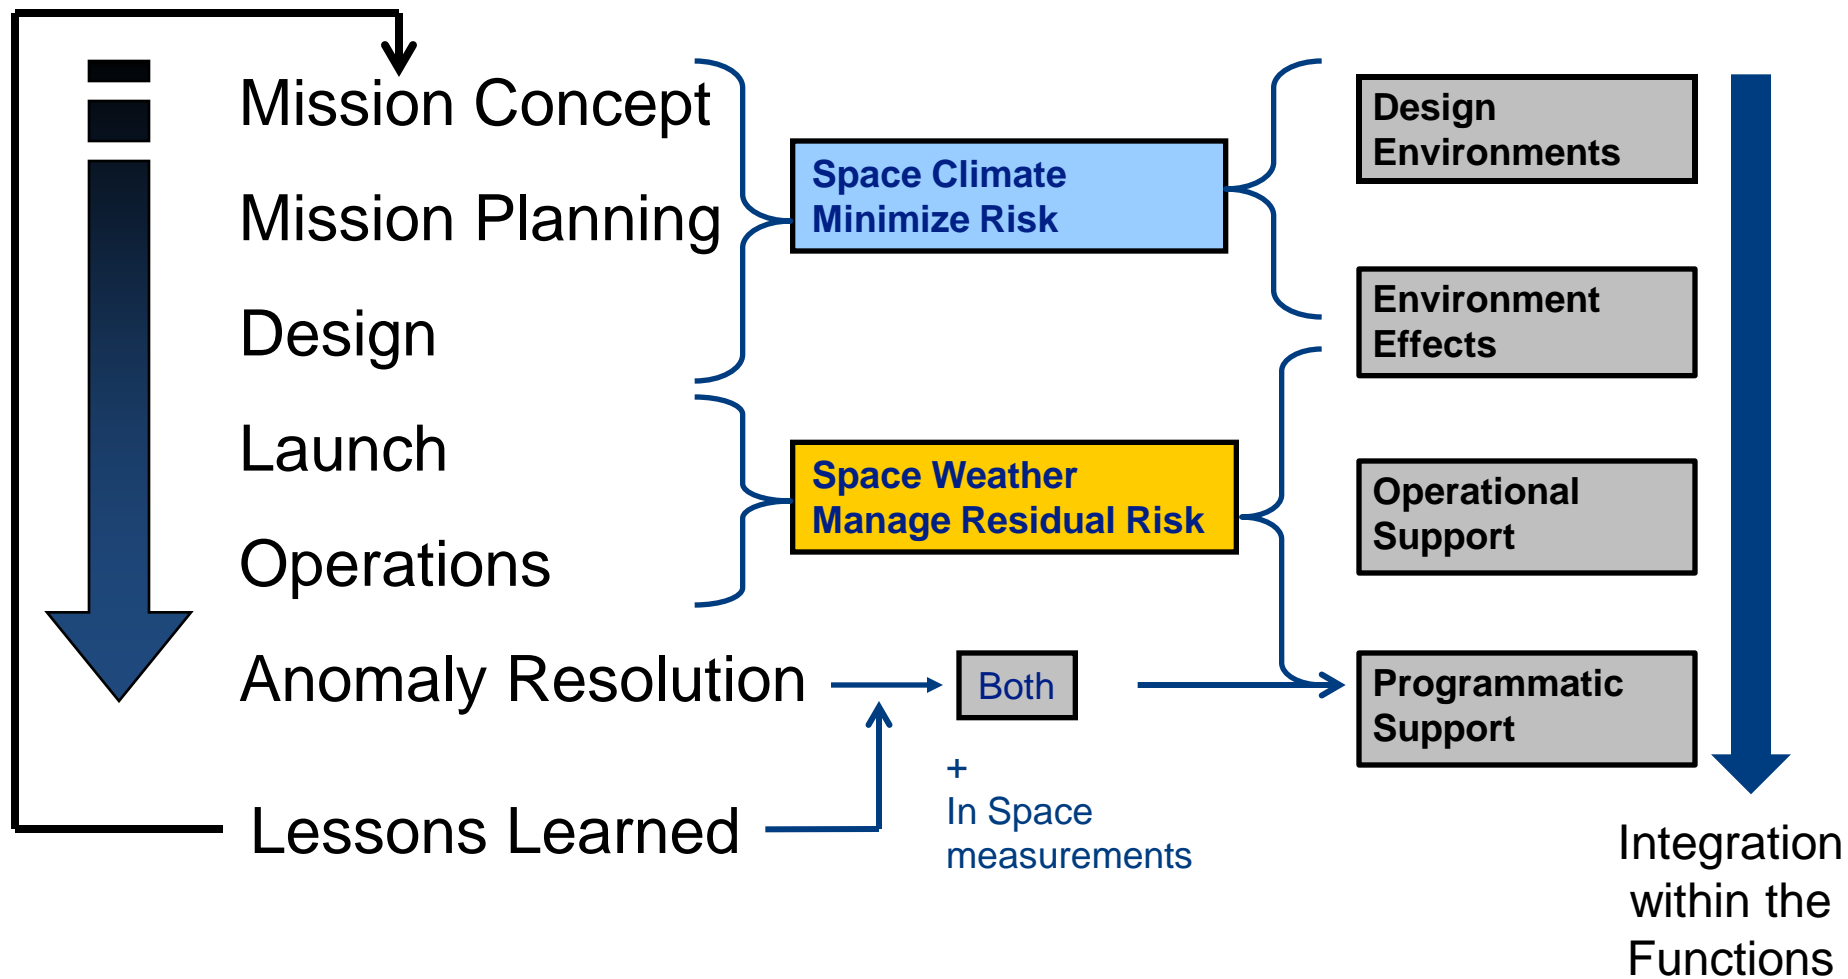 Mission Concept
Mission Planning
Design
Launch
Operations
Anomaly Resolution
Lessons Learned
Space Climate
Minimize Risk
Space Weather
Manage Residual Risk
Both
+
In Space
measurements
Design
Environments
Environment
Effects
Operational
Support
Programmatic
Support
Integration
within the
Functions